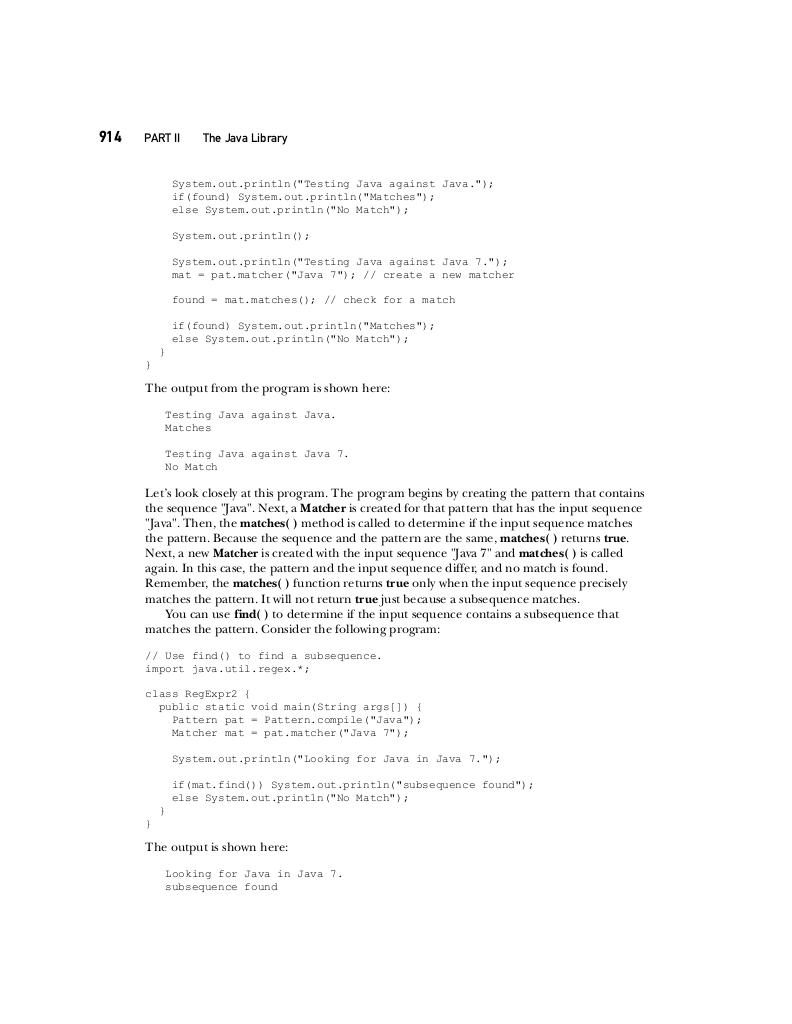 914 PART II The Java Library
System.out.println("Testing Java against Java.");
if(found) System.out.println("Matches");
else System.out.println("No Match");
System.out.println();
System.out.println("Testing Java against Java 7.");
mat = pat.matcher("Java 7"); // create a new matcher
found = mat.matches(); // check for a match
if(found) System.out.println("Matches");
else System.out.println("No Match");
}
}
The output from the program is shown here:
Testing Java against Java.
Matches
Testing Java against Java 7.
No Match
Let's look closely at this program. The program begins by creating the pattern that contains
the sequence "Java". Next, a Matcher is created for that pattern that has the input sequence
"Java". Then, the matches( ) method is called to determine if the input sequence matches
the pattern. Because the sequence and the pattern are the same, matches( ) returns true.
Next, a new Matcher is created with the input sequence "Java 7" and matches( ) is called
again. In this case, the pattern and the input sequence differ, and no match is found.
Remember, the matches( ) function returns true only when the input sequence precisely
matches the pattern. It will not return true just because a subsequence matches.
You can use find( ) to determine if the input sequence contains a subsequence that
matches the pattern. Consider the following program:
// Use find() to find a subsequence.
import java.util.regex.*;
class RegExpr2 {
public static void main(String args[]) {
Pattern pat = Pattern.compile("Java");
Matcher mat = pat.matcher("Java 7");
System.out.println("Looking for Java in Java 7.");
if(mat.find()) System.out.println("subsequence found");
else System.out.println("No Match");
}
}
The output is shown here:
Looking for Java in Java 7.
subsequence found